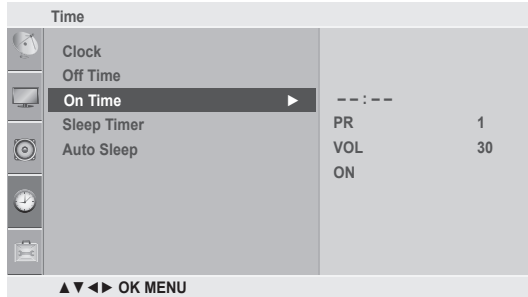 Time
Clock
Off Time
On Time ► --:--
Sleep Timer PR 1
Auto Sleep VOL 30
ON
▲▼◄► OK MENU